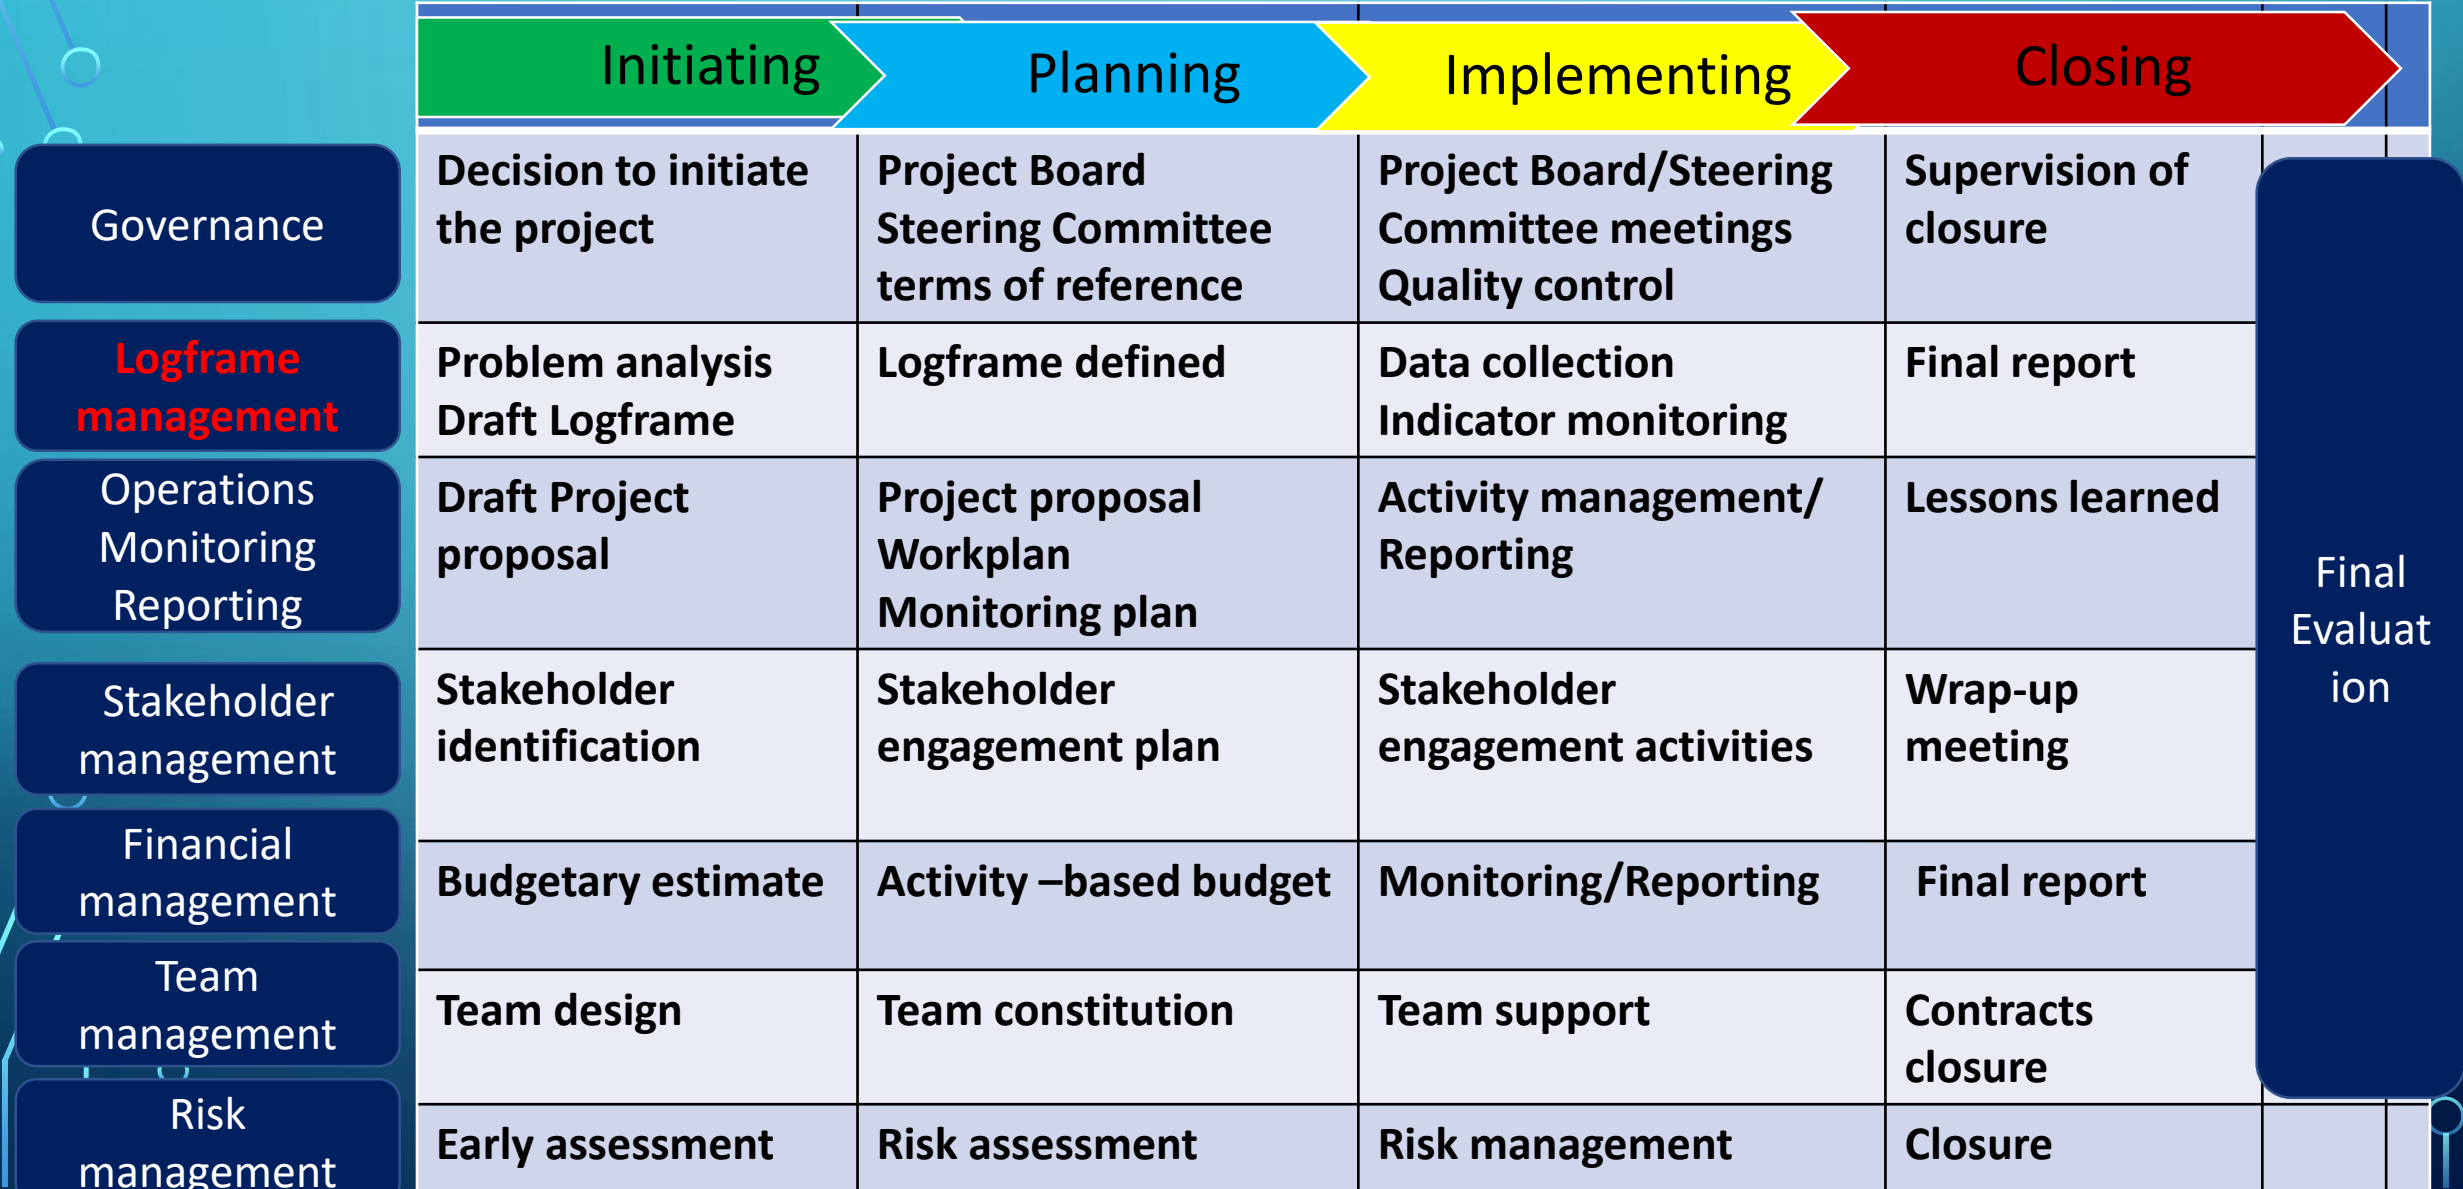 Initiating
Planning
Implementing
Closing
Governance
Decision to initiate
the project
Project Board
Steering Committee
terms of reference
Project Board/Steering
Committee meetings
Quality control
Supervision of
closure
Logframe
management
Problem analysis
Draft Logframe
Logframe defined
Data collection
Indicator monitoring
Final report
Operations
Monitoring
Reporting
Draft Project
proposal
Project proposal
Workplan
Monitoring plan
Activity management/
Reporting
Lessons learned
Stakeholder
management
Stakeholder
identification
Stakeholder
engagement plan
Stakeholder
engagement activities
Wrap-up
meeting
Financial
management
Budgetary estimate
Activity –based budget
Monitoring/Reporting
Final report
Team
management
Team design
Team constitution
Team support
Contracts
closure
Risk
management
Early assessment
Risk assessment
Risk management
Closure
Final
Evaluat
ion